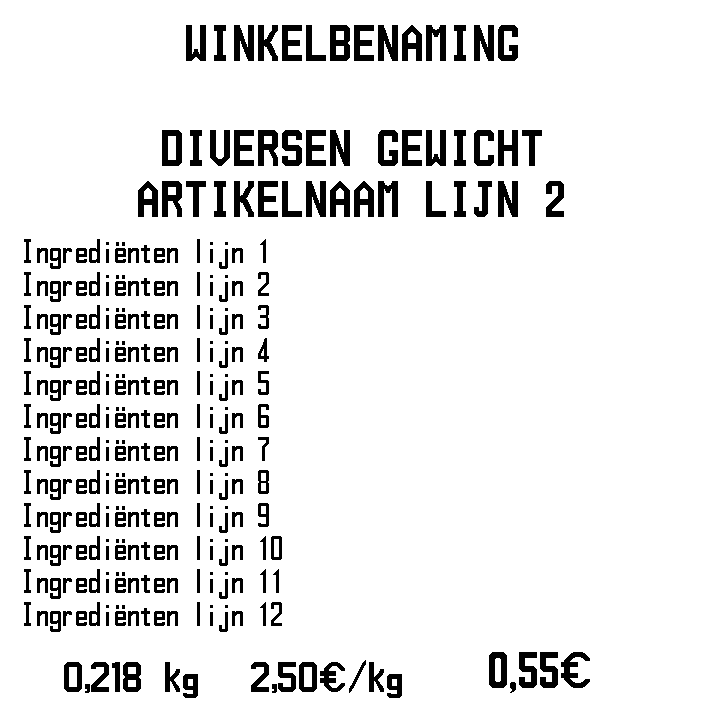 WINKELBENAMING
DIVERSEN GEWICHT
ARTIKELNAAM LIJN 2
Ingrediënten lijn 1
Ingrediënten lijn 2
Ingrediënten lijn 3
Ingrediënten lijn 4
Ingrediënten lijn 5
Ingrediënten lijn 6
Ingrediënten lijn 7
Ingrediënten lijn 8
Ingrediënten lijn 9
Ingrediënten lijn 10
Ingrediënten lijn 11
Ingrediënten lijn 12
0,218 kg 2,50€/kg 0,55€